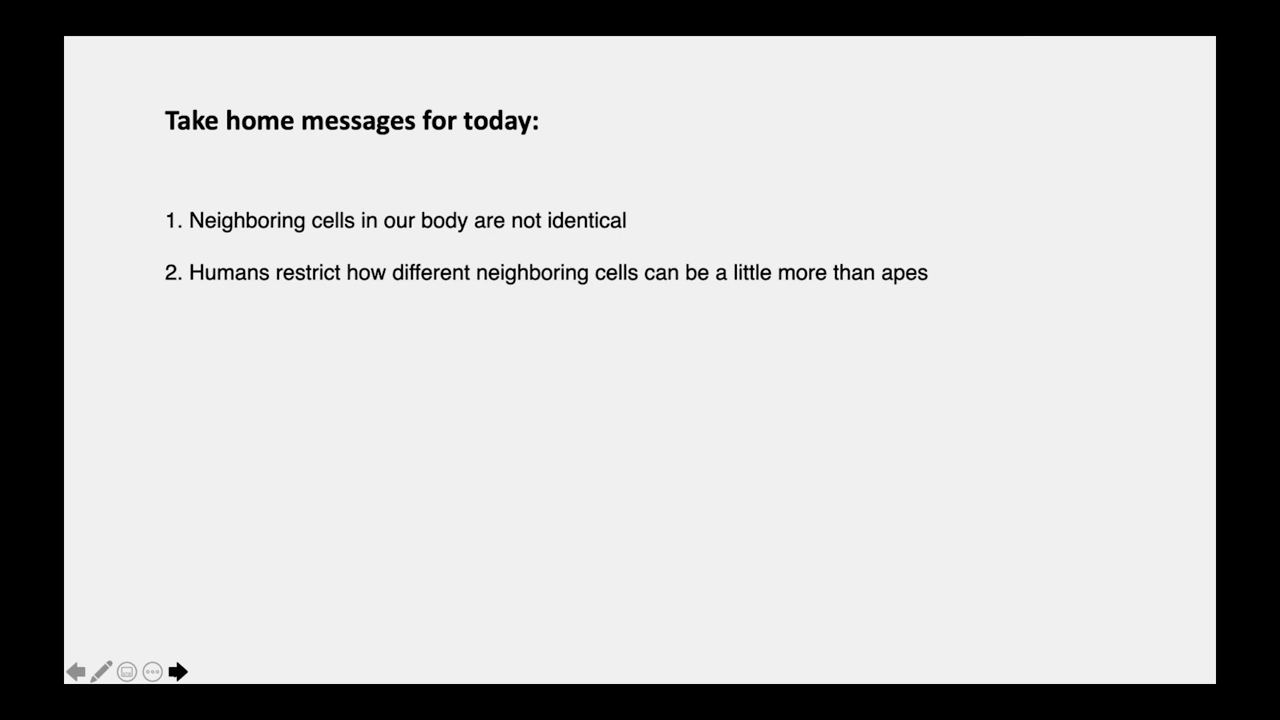 Take home messages for today:
1. Neighboring cells in our body are not identical
2. Humans restrict how different neighboring cells can be a little more than apes